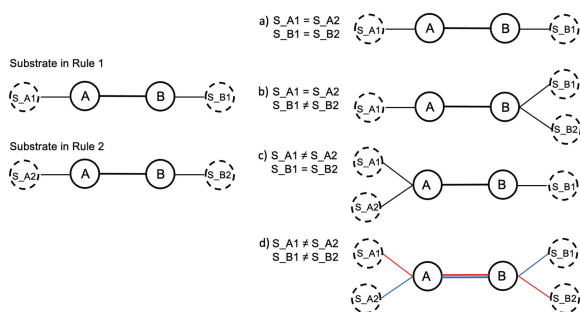 Substrate in Rule 1
S_A1 A B S_B1
Substrate in Rule 2
S_A2 A B S_B2
a) S_A1 = S_A2
S_B1 = S_B2
S_A1 A B S_B1
b) S_A1 = S_A2
S_B1 ≠ S_B2
S_B1
S_A1 A B
S_B2
c) S_A1 ≠ S_A2
S_B1 = S_B2
S_A1
A B S_B1
S_A2
d) S_A1 ≠ S_A2
S_B1 ≠ S_B2
S_A1 S_B1
A B
S_A2 S_B2